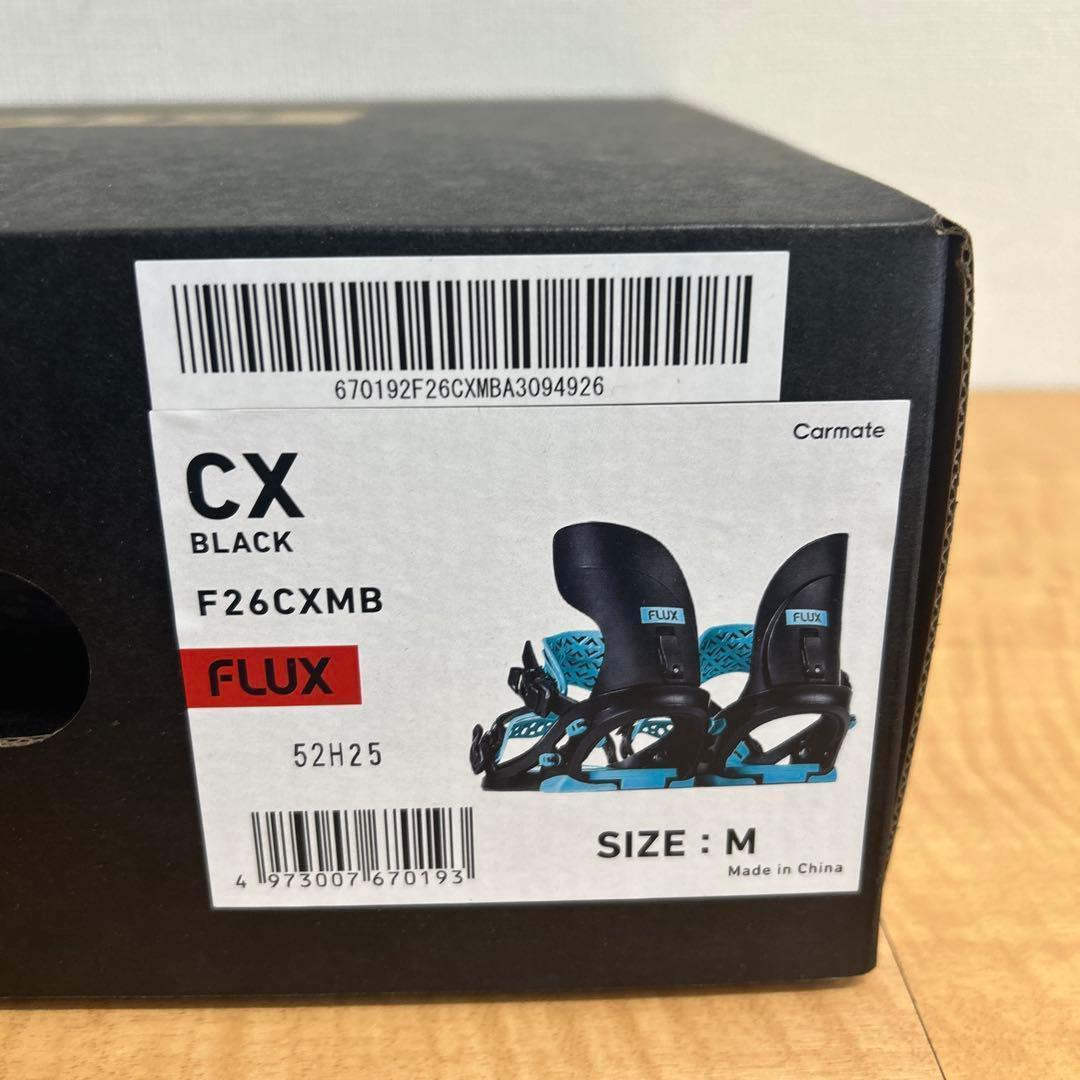 670192F26CXMBA3094926
Carmate
CX
BLACK
F26CXMB
FLUX
FLUX
FLUX
52H25
4 973007 670193
SIZE : M
Made in China